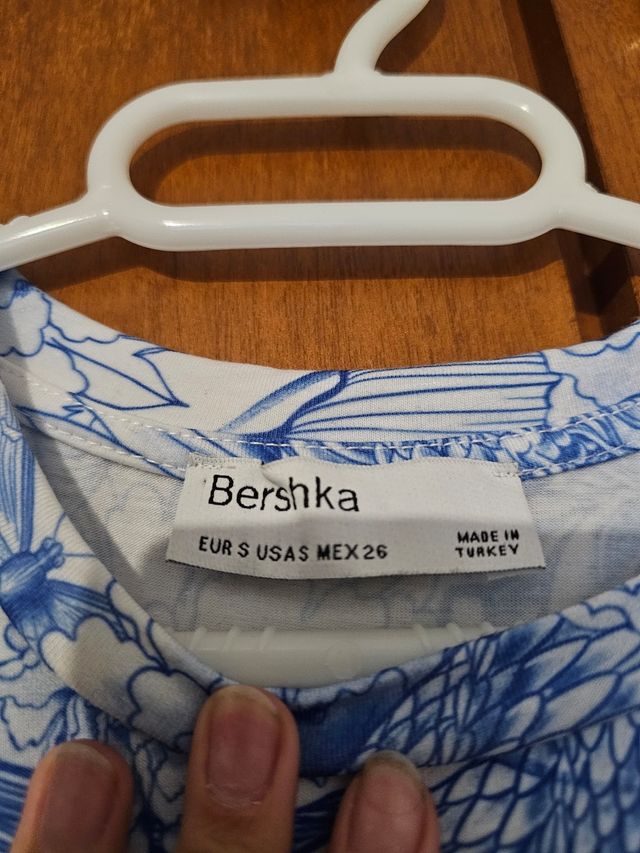 Bershka
EUR S USA S MEX 26
MADE IN
TURKEY